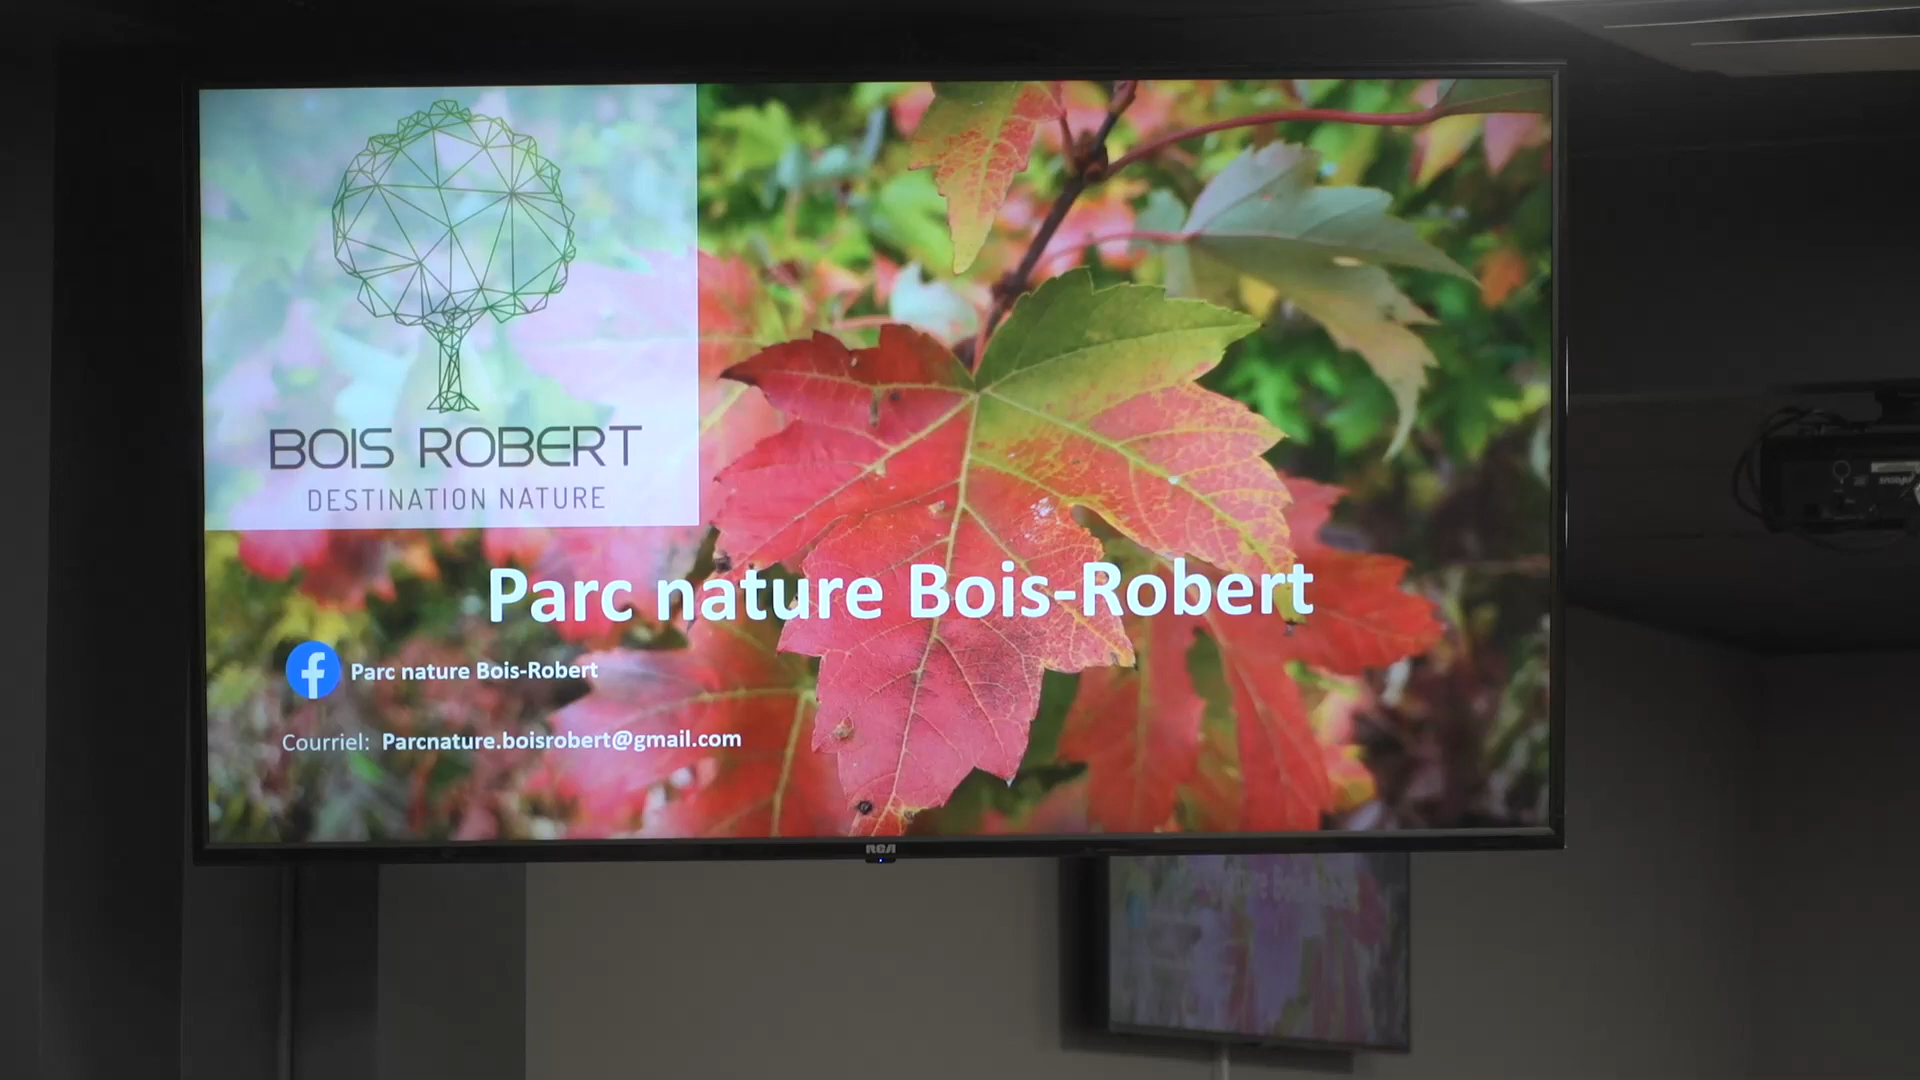 BOIS ROBERT
DESTINATION NATURE
Parc nature Bois-Robert
Parc nature Bois-Robert
Courriel: Parcnature.boisrobert@gmail.com
RCA